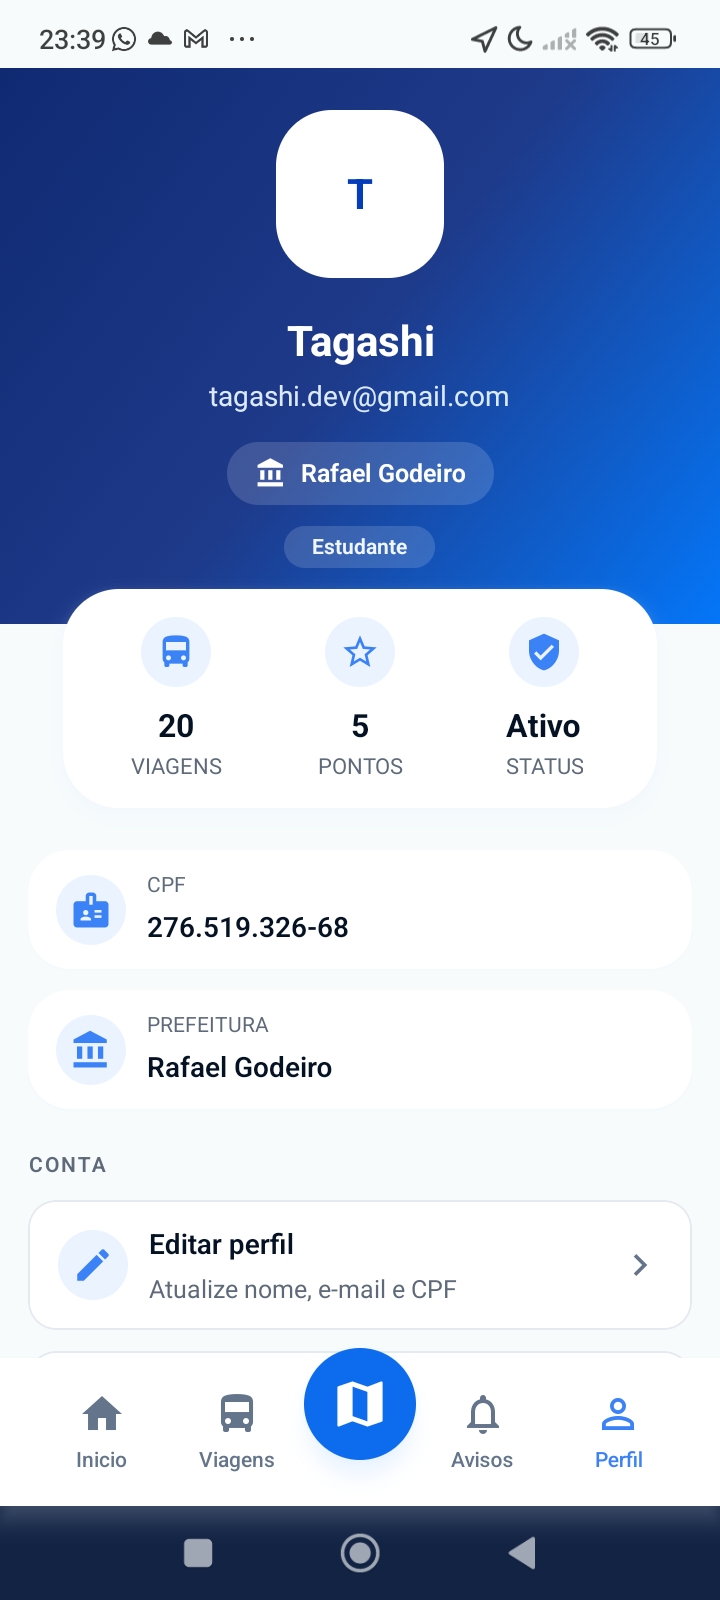 23:39
45
T
Tagashi
tagashi.dev@gmail.com
Rafael Godeiro
Estudante
20 5 Ativo
VIAGENS PONTOS STATUS
CPF
276.519.326-68
PREFEITURA
Rafael Godeiro
CONTA
Editar perfil
Atualize nome, e-mail e CPF
Inicio Viagens Avisos Perfil